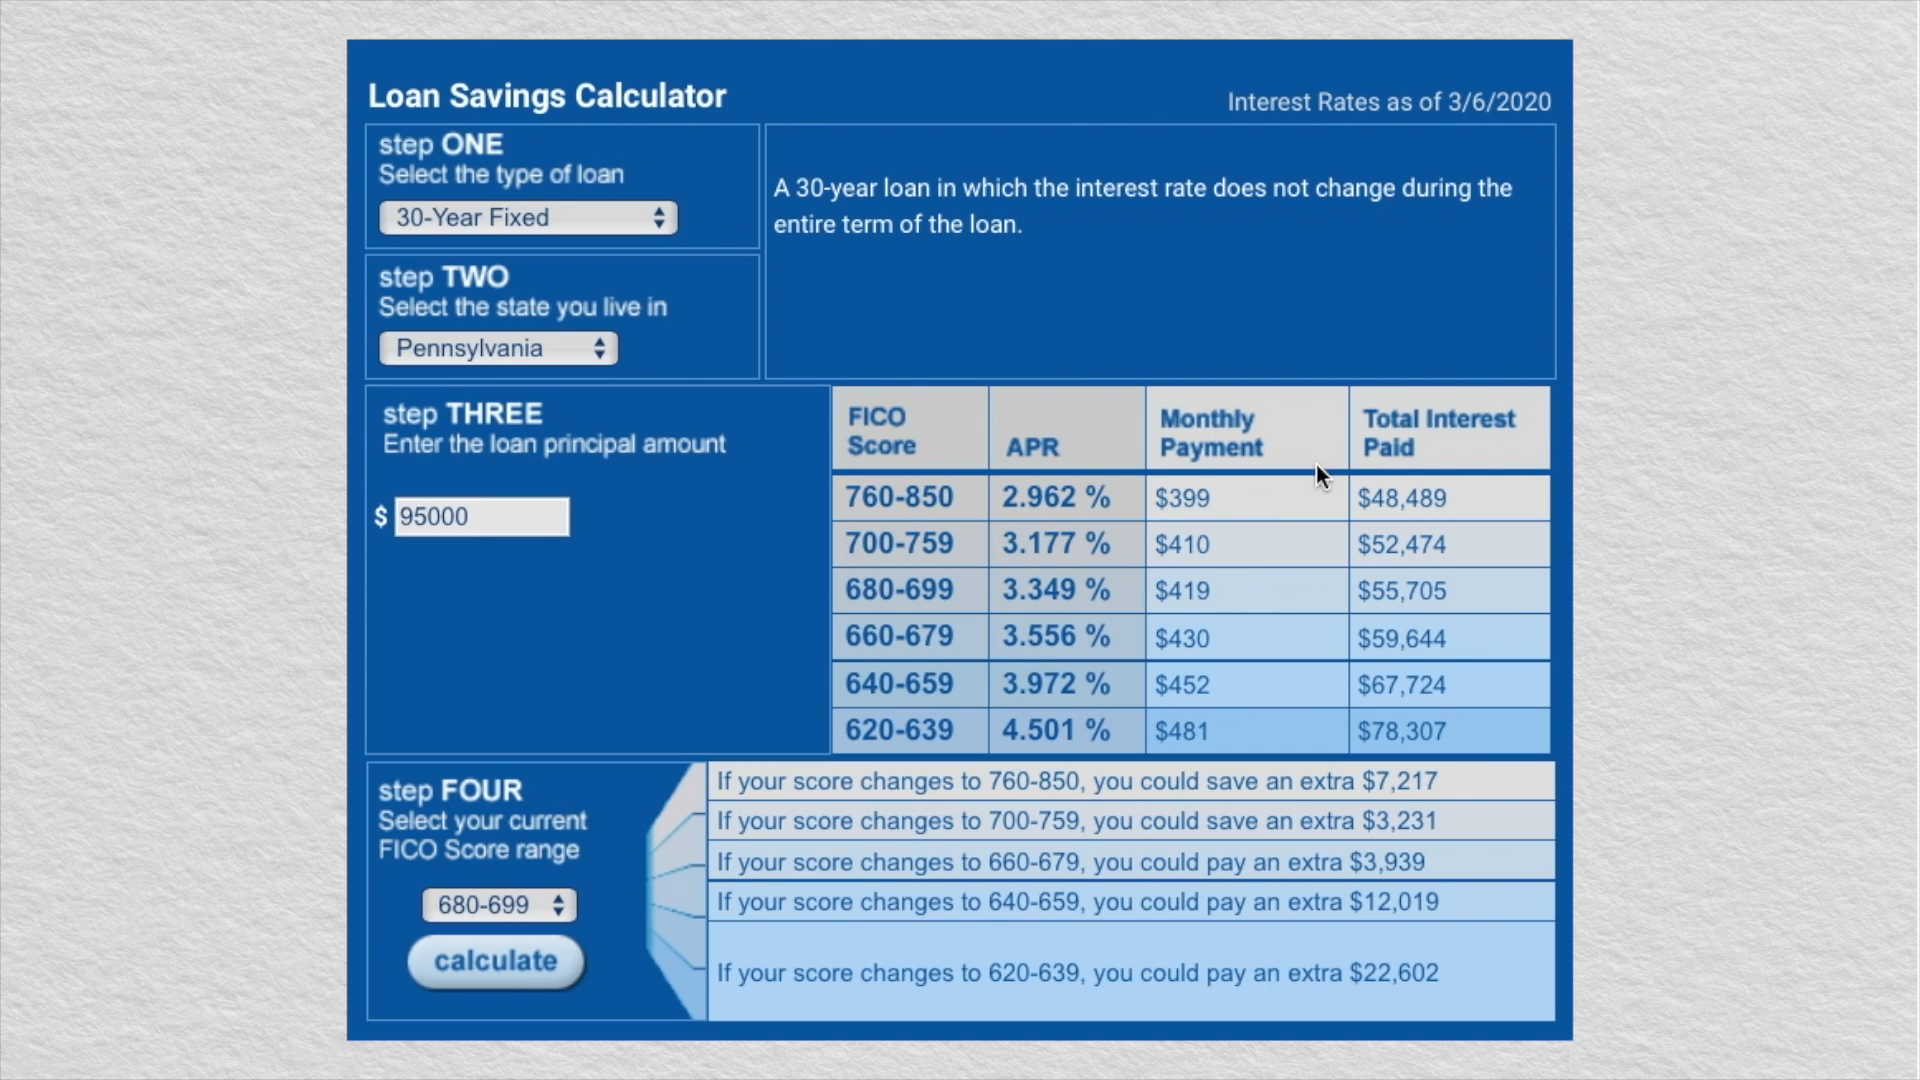 Loan Savings Calculator
Interest Rates as of 3/6/2020
step ONE
Select the type of loan
30-Year Fixed
A 30-year loan in which the interest rate does not change during the
entire term of the loan.
step TWO
Select the state you live in
Pennsylvania
step THREE
Enter the loan principal amount
$ 95000
FICO Score APR Monthly Payment Total Interest Paid
760-850 2.962 % $399 $48,489
700-759 3.177 % $410 $52,474
680-699 3.349 % $419 $55,705
660-679 3.556 % $430 $59,644
640-659 3.972 % $452 $67,724
620-639 4.501 % $481 $78,307
step FOUR
Select your current
FICO Score range
680-699
calculate
If your score changes to 760-850, you could save an extra $7,217
If your score changes to 700-759, you could save an extra $3,231
If your score changes to 660-679, you could pay an extra $3,939
If your score changes to 640-659, you could pay an extra $12,019
If your score changes to 620-639, you could pay an extra $22,602